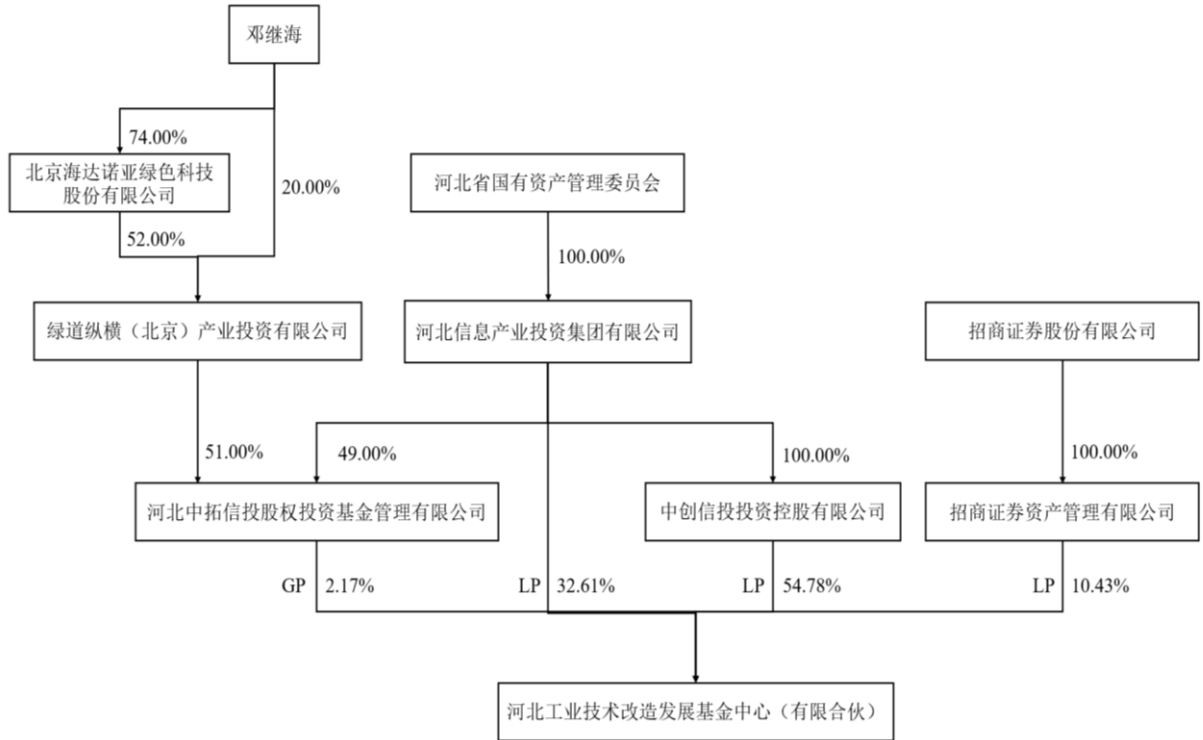 邓继海
74.00%
北京海达诺亚绿色科技
股份有限公司
20.00%
河北省国有资产管理委员会
52.00%
100.00%
绿道纵横（北京）产业投资有限公司
河北信息产业投资集团有限公司
招商证券股份有限公司
51.00%
49.00%
100.00%
100.00%
河北中拓信投股权投资基金管理有限公司
中创信投投资控股有限公司
招商证券资产管理有限公司
GP 2.17%
LP 32.61%
LP 54.78%
LP 10.43%
河北工业技术改造发展基金中心（有限合伙）